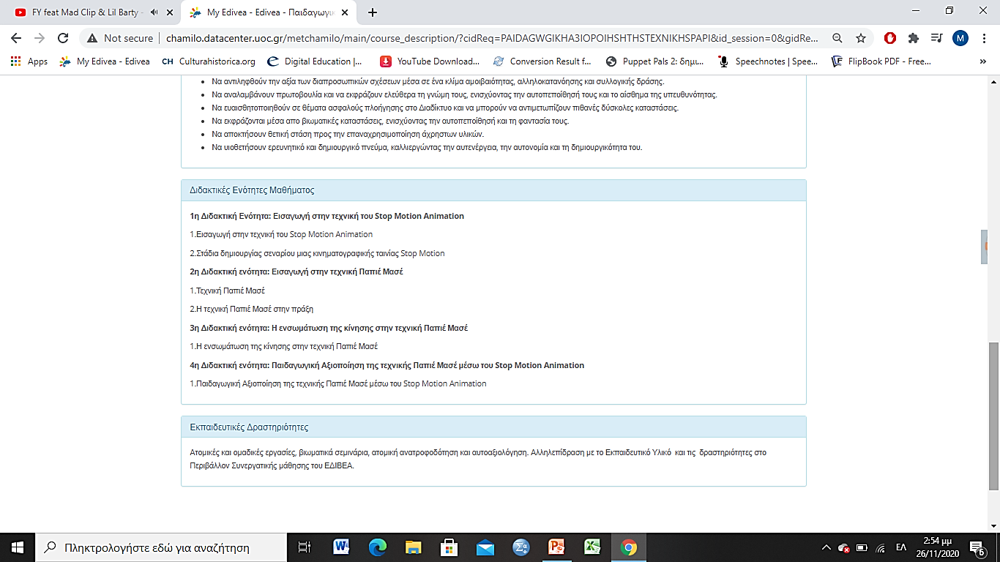 FY feat Mad Clip & Lil Barty -
My Edivea - Edivea - Παιδαγωγικ
Not secure
chamilo.datacenter.uoc.gr/metchamilo/main/course_description/?cidReq=PAIDAGWGIKHA3IOPOIHSHTHSTEXNIKHSPAPI&id_session=0&gidRe...
M
Apps
My Edivea - Edivea
CH Culturahistorica.org
Digital Education |...
YouTube Download...
Conversion Result f...
Puppet Pals 2: δημι...
Speechnotes | Spee...
FlipBook PDF - Free...
»
• Να αντιληφθούν την αξία των διαπροσωπικών σχέσεων μέσα σε ένα κλίμα αμοιβαιότητας, αλληλοκατανόησης και συλλογικής δράσης.
• Να αναλαμβάνουν πρωτοβουλία και να εκφράζουν ελεύθερα τη γνώμη τους, ενισχύοντας την αυτοπεποίθησή τους και το αίσθημα της υπευθυνότητας.
• Να ευαισθητοποιηθούν σε θέματα ασφαλούς πλοήγησης στο Διαδίκτυο και να μπορούν να αντιμετωπίζουν πιθανές δύσκολες καταστάσεις.
• Να εκφράζονται μέσα απο βιωματικές καταστάσεις, ενισχύοντας την αυτοπεποίθησή και τη φαντασία τους.
• Να αποκτήσουν θετική στάση προς την επαναχρησιμοποίηση άχρηστων υλικών.
• Να υιοθετήσουν ερευνητικό και δημιουργικό πνεύμα, καλλιεργώντας την αυτενέργεια, την αυτονομία και τη δημιουργικότητα του.
Διδακτικές Ενότητες Μαθήματος
1η Διδακτική Ενότητα: Εισαγωγή στην τεχνική του Stop Motion Animation
1.Εισαγωγή στην τεχνική του Stop Motion Animation
2.Στάδια δημιουργίας σεναρίου μιας κινηματογραφικής ταινίας Stop Motion
2η Διδακτική ενότητα: Εισαγωγή στην τεχνική Παπιέ Μασέ
1.Τεχνική Παπιέ Μασέ
2.Η τεχνική Παπιέ Μασέ στην πράξη
3η Διδακτική ενότητα: Η ενσωμάτωση της κίνησης στην τεχνική Παπιέ Μασέ
1.Η ενσωμάτωση της κίνησης στην τεχνική Παπιέ Μασέ
4η Διδακτική ενότητα: Παιδαγωγική Αξιοποίηση της τεχνικής Παπιέ Μασέ μέσω του Stop Motion Animation
1.Παιδαγωγική Αξιοποίηση της τεχνικής Παπιέ Μασέ μέσω του Stop Motion Animation
Εκπαιδευτικές Δραστηριότητες
Ατομικές και ομαδικές εργασίες, βιωματικά σεμινάρια, ατομική ανατροφοδότηση και αυτοαξιολόγηση. Αλληλεπίδραση με το Εκπαιδευτικό Υλικό και τις δραστηριότητες στο
Περιβάλλον Συνεργατικής μάθησης του ΕΔΙΒΕΑ.
Πληκτρολογήστε εδώ για αναζήτηση
ΕΛ
2:54 μμ
26/11/2020
6